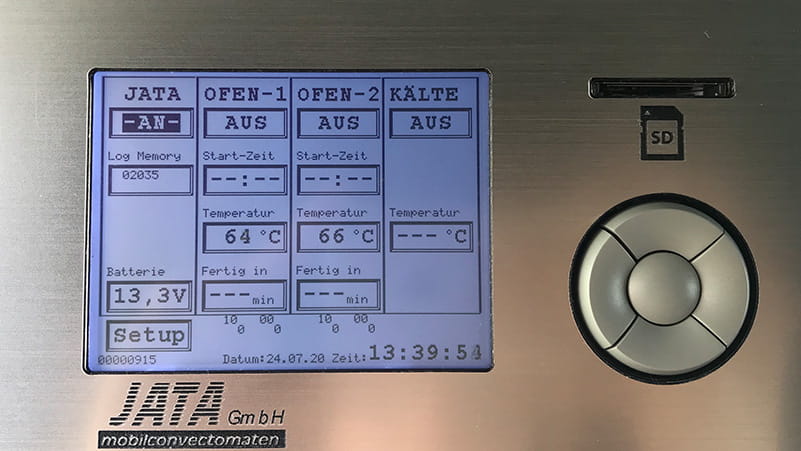 JATA OFEN-1 OFEN-2 KÄLTE
-AN- AUS AUS AUS
Log Memory Start-Zeit Start-Zeit
02035 --:-- --:--
Temperatur Temperatur Temperatur
64 °C 66 °C --- °C
Batterie Fertig in Fertig in
13,3V --- min --- min
Setup 10 00 10 00
0 0 0 0
00000915 Datum:24.07.20 Zeit:13:39:54
SD
JATA GmbH
mobilconvectomaten